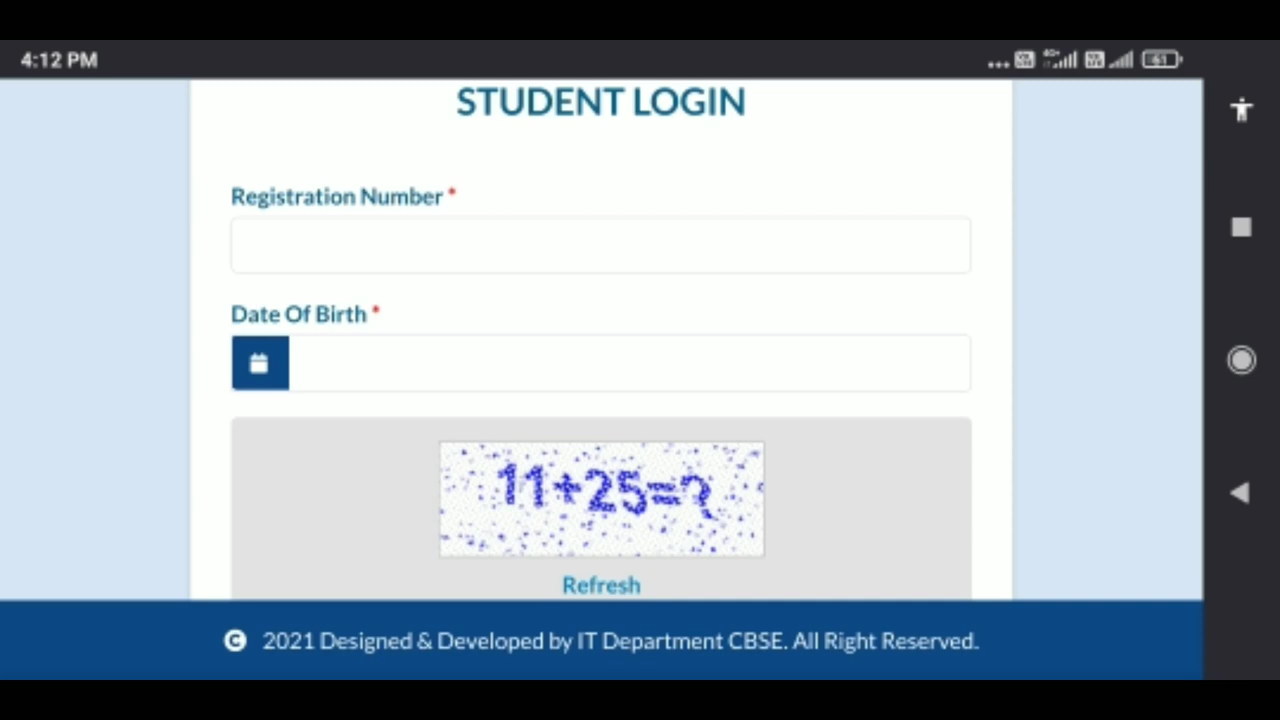 4:12 PM
61
STUDENT LOGIN
Registration Number *
Date Of Birth *
11+25=?
Refresh
© 2021 Designed & Developed by IT Department CBSE. All Right Reserved.